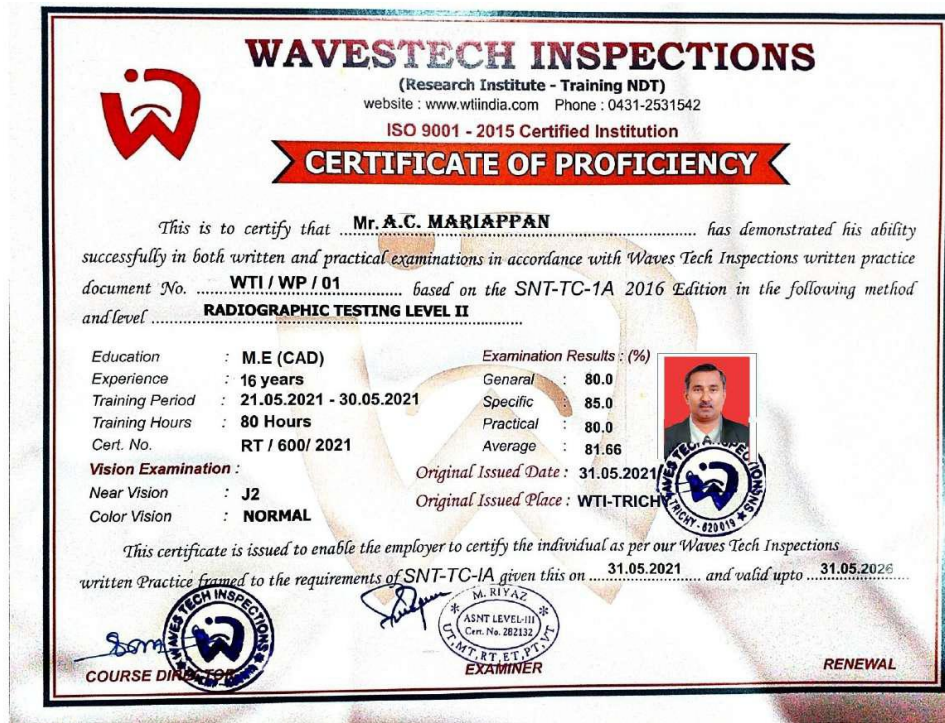 WAVESTECH INSPECTIONS
(Research Institute - Training NDT)
website : www.wtiindia.com Phone : 0431-2531542
ISO 9001 - 2015 Certified Institution
CERTIFICATE OF PROFICIENCY
This is to certify that Mr. A.C. MARIAPPAN has demonstrated his ability
successfully in both written and practical examinations in accordance with Waves Tech Inspections written practice
document No. WTI / WP / 01 based on the SNT-TC-1A 2016 Edition in the following method
and level RADIOGRAPHIC TESTING LEVEL II
Education : M.E (CAD)
Experience : 16 years
Training Period : 21.05.2021 - 30.05.2021
Training Hours : 80 Hours
Cert. No. RT / 600/ 2021
Vision Examination :
Near Vision : J2
Color Vision : NORMAL
Examination Results : (%)
Genaral : 80.0
Specific : 85.0
Practical : 80.0
Average : 81.66
Original Issued Date : 31.05.2021
Original Issued Place : WTI-TRICHY
WAVESTECH INSPECTIONS
TRICHY - 620019
This certificate is issued to enable the employer to certify the individual as per our Waves Tech Inspections
written Practice framed to the requirements of SNT-TC-IA given this on 31.05.2021 and valid upto 31.05.2026
WAVESTECH INSPECTIONS
M. RIYAZ
ASNT LEVEL-III
Cert. No. 282132
UT, MT, RT, ET, PT, VT
COURSE DIRECTOR
EXAMINER
RENEWAL